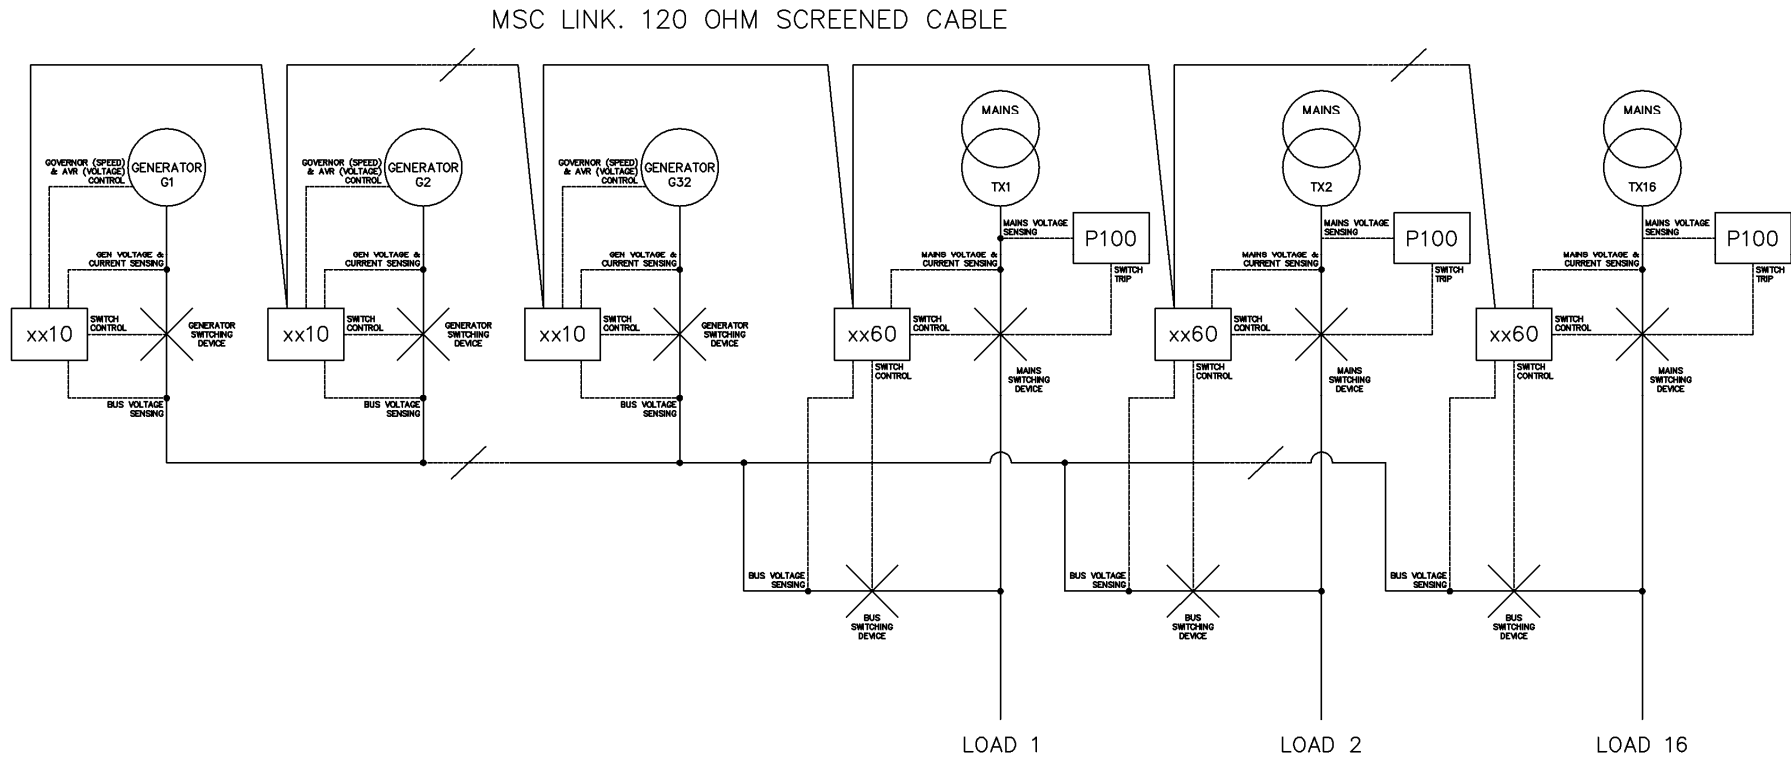 MSC LINK. 120 OHM SCREENED CABLE
MAINS
TX1
MAINS
TX2
MAINS
TX16
GENERATOR
G1
GENERATOR
G2
GENERATOR
G32
GOVERNOR (SPEED)
& AVR (VOLTAGE)
CONTROL
GOVERNOR (SPEED)
& AVR (VOLTAGE)
CONTROL
GOVERNOR (SPEED)
& AVR (VOLTAGE)
CONTROL
MAINS VOLTAGE
SENSING
P100
MAINS VOLTAGE
SENSING
P100
MAINS VOLTAGE
SENSING
P100
GEN VOLTAGE &
CURRENT SENSING
GEN VOLTAGE &
CURRENT SENSING
GEN VOLTAGE &
CURRENT SENSING
MAINS VOLTAGE &
CURRENT SENSING
SWITCH
TRIP
MAINS VOLTAGE &
CURRENT SENSING
SWITCH
TRIP
MAINS VOLTAGE &
CURRENT SENSING
SWITCH
TRIP
xx10
SWITCH
CONTROL
GENERATOR
SWITCHING
DEVICE
xx10
SWITCH
CONTROL
GENERATOR
SWITCHING
DEVICE
xx10
SWITCH
CONTROL
GENERATOR
SWITCHING
DEVICE
xx60
SWITCH
CONTROL
xx60
SWITCH
CONTROL
xx60
SWITCH
CONTROL
SWITCH
CONTROL
MAINS
SWITCHING
DEVICE
SWITCH
CONTROL
MAINS
SWITCHING
DEVICE
SWITCH
CONTROL
MAINS
SWITCHING
DEVICE
BUS VOLTAGE
SENSING
BUS VOLTAGE
SENSING
BUS VOLTAGE
SENSING
BUS VOLTAGE
SENSING
BUS VOLTAGE
SENSING
BUS VOLTAGE
SENSING
BUS
SWITCHING
DEVICE
BUS
SWITCHING
DEVICE
BUS
SWITCHING
DEVICE
LOAD 1
LOAD 2
LOAD 16